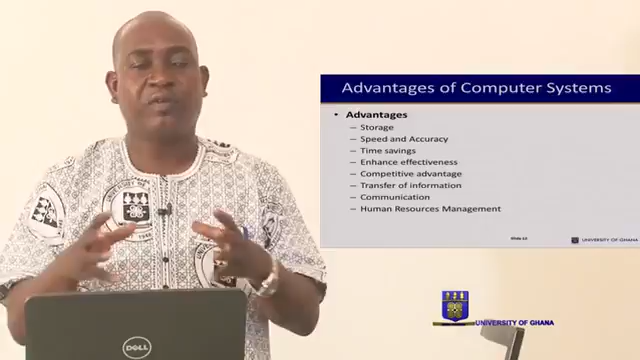 Advantages of Computer Systems
• Advantages
– Storage
– Speed and Accuracy
– Time savings
– Enhance effectiveness
– Competitive advantage
– Transfer of information
– Communication
– Human Resources Management
UNIVERSITY OF GHANA
UNIVERSITY OF GHANA
DELL